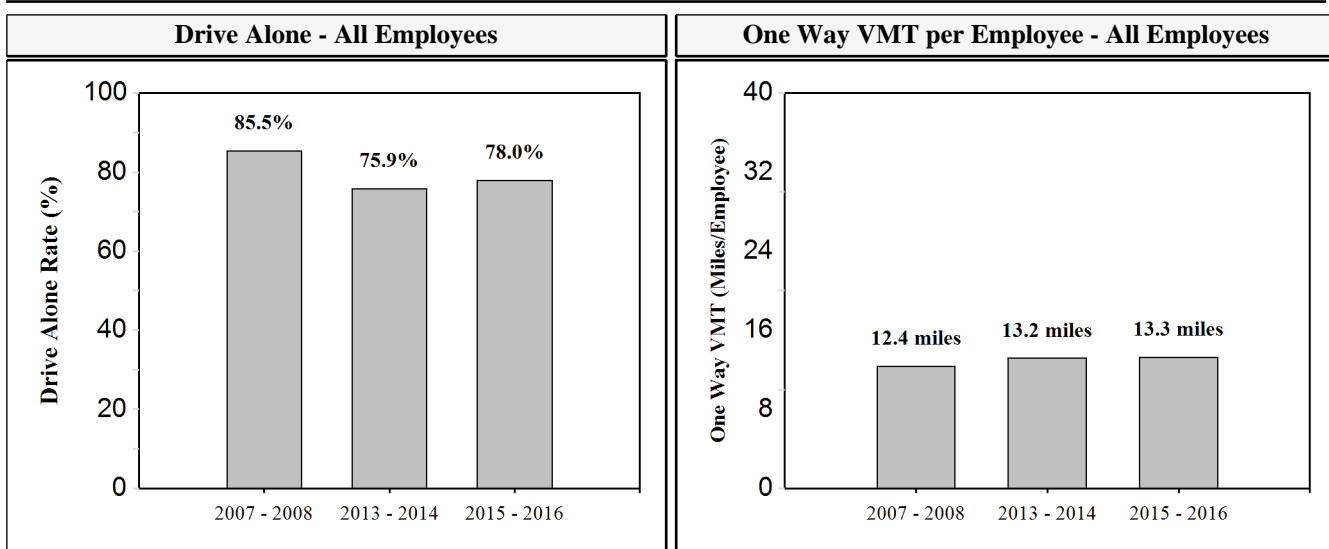 Drive Alone - All Employees
Drive Alone Rate (%)
100
80
60
40
20
0
85.5%
75.9%
78.0%
2007 - 2008
2013 - 2014
2015 - 2016
One Way VMT per Employee - All Employees
One Way VMT (Miles/Employee)
40
32
24
16
8
0
12.4 miles
13.2 miles
13.3 miles
2007 - 2008
2013 - 2014
2015 - 2016